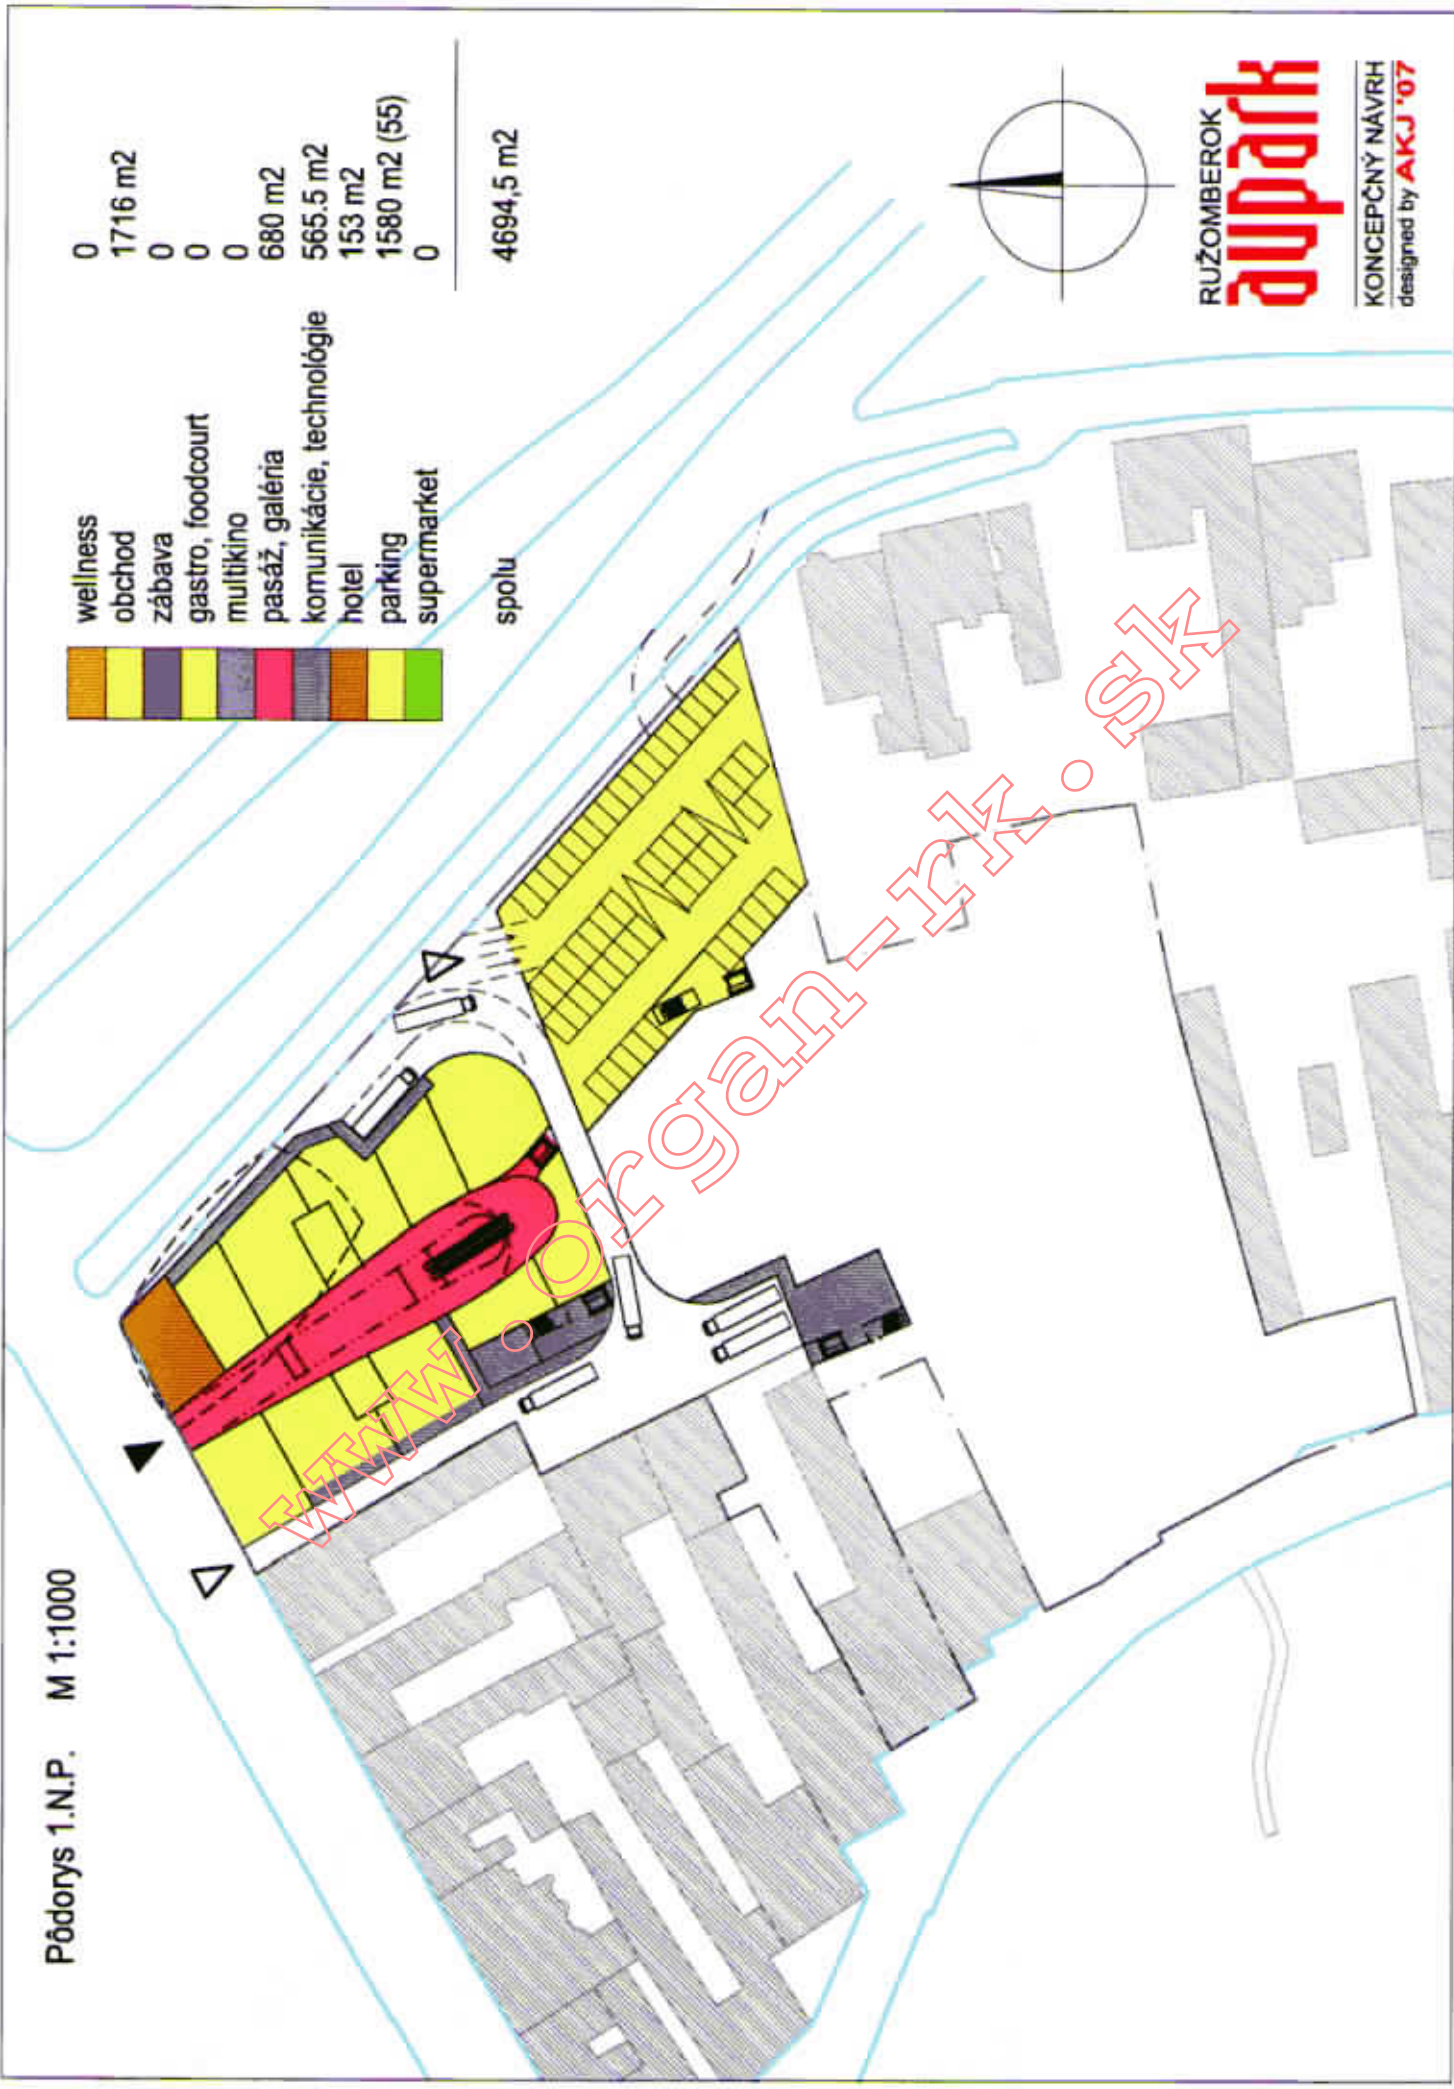 Pôdorys 1.N.P. M 1:1000
wellness 0
obchod 1716 m2
zábava 0
gastro, foodcourt 0
multikino 0
pasáž, galéria 680 m2
komunikácie, technológie 565.5 m2
hotel 153 m2
parking 1580 m2 (55)
supermarket 0
spolu 4694,5 m2
RUŽOMBEROK
aupark
KONCEPČNÝ NÁVRH
designed by AKJ '07
www.organ-rk.sk